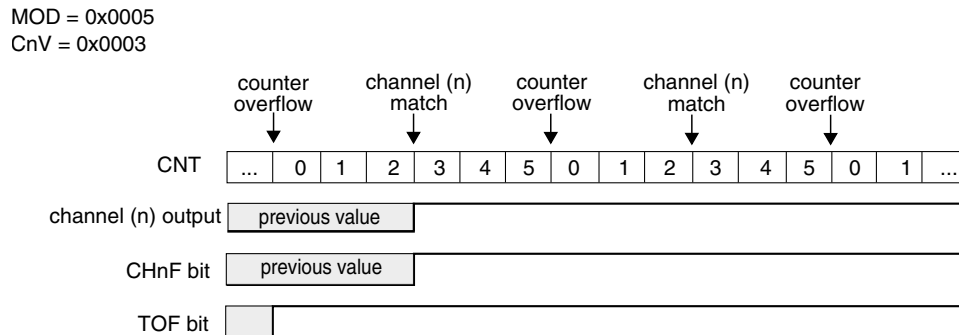 MOD = 0x0005
CnV = 0x0003
counter overflow
channel (n) match
counter overflow
channel (n) match
counter overflow
CNT ... 0 1 2 3 4 5 0 1 2 3 4 5 0 1 ...
channel (n) output previous value
CHnF bit previous value
TOF bit